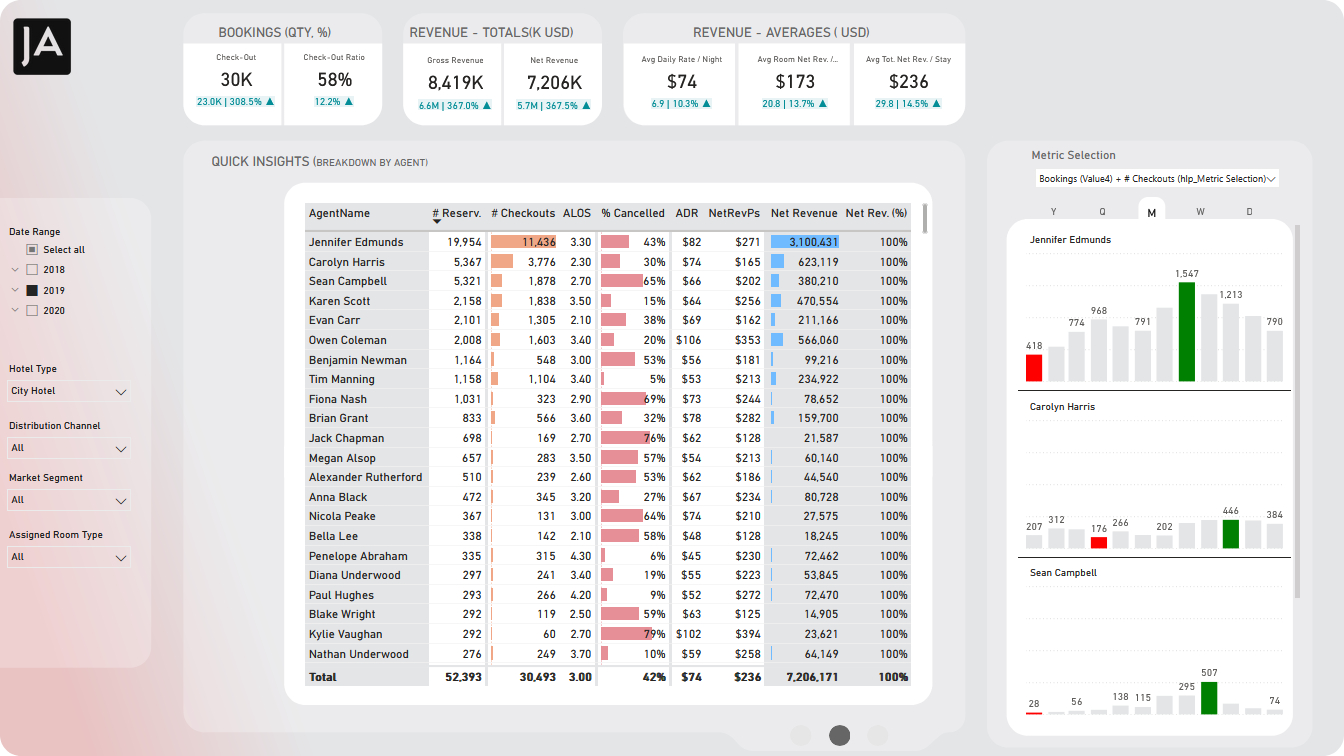 JA
BOOKINGS (QTY, %)
Check-Out
30K
23.0K | 308.5% ▲
Check-Out Ratio
58%
12.2% ▲
REVENUE - TOTALS(K USD)
Gross Revenue
8,419K
6.6M | 367.0% ▲
Net Revenue
7,206K
5.7M | 367.5% ▲
REVENUE - AVERAGES ( USD)
Avg Daily Rate / Night
$74
6.9 | 10.3% ▲
Avg Room Net Rev. /...
$173
20.8 | 13.7% ▲
Avg Tot. Net Rev. / Stay
$236
29.8 | 14.5% ▲
Date Range
Select all
2018
2019
2020
Hotel Type
City Hotel
Distribution Channel
All
Market Segment
All
Assigned Room Type
All
QUICK INSIGHTS (BREAKDOWN BY AGENT)
AgentName # Reserv. # Checkouts ALOS % Cancelled ADR NetRevPs Net Revenue Net Rev. (%)
Jennifer Edmunds 19,954 11,436 3.30 43% $82 $271 3,100,431 100%
Carolyn Harris 5,367 3,776 2.30 30% $74 $165 623,119 100%
Sean Campbell 5,321 1,878 2.70 65% $66 $202 380,210 100%
Karen Scott 2,158 1,838 3.50 15% $64 $256 470,554 100%
Evan Carr 2,101 1,305 2.10 38% $69 $162 211,166 100%
Owen Coleman 2,008 1,603 3.40 20% $106 $353 566,060 100%
Benjamin Newman 1,164 548 3.00 53% $56 $181 99,216 100%
Tim Manning 1,158 1,104 3.40 5% $53 $213 234,922 100%
Fiona Nash 1,031 323 2.90 69% $73 $244 78,652 100%
Brian Grant 833 566 3.60 32% $78 $282 159,700 100%
Jack Chapman 698 169 2.70 76% $62 $128 21,587 100%
Megan Alsop 657 283 3.50 57% $54 $213 60,140 100%
Alexander Rutherford 510 239 2.60 53% $62 $186 44,540 100%
Anna Black 472 345 3.20 27% $67 $234 80,728 100%
Nicola Peake 367 131 3.00 64% $74 $210 27,575 100%
Bella Lee 338 142 2.10 58% $48 $128 18,245 100%
Penelope Abraham 335 315 4.30 6% $45 $230 72,462 100%
Diana Underwood 297 241 3.40 19% $55 $223 53,845 100%
Paul Hughes 293 266 4.20 9% $52 $272 72,470 100%
Blake Wright 292 119 2.50 59% $63 $125 14,905 100%
Kylie Vaughan 292 60 2.70 79% $102 $394 23,621 100%
Nathan Underwood 276 249 3.70 10% $59 $258 64,149 100%
Total 52,393 30,493 3.00 42% $74 $236 7,206,171 100%
Metric Selection
Bookings (Value4) + # Checkouts (hlp_Metric Selection)
Y Q M W D
Jennifer Edmunds
418 774 968 791 1,547 1,213 790
Carolyn Harris
207 312 176 266 202 446 384
Sean Campbell
28 56 138 115 295 507 74